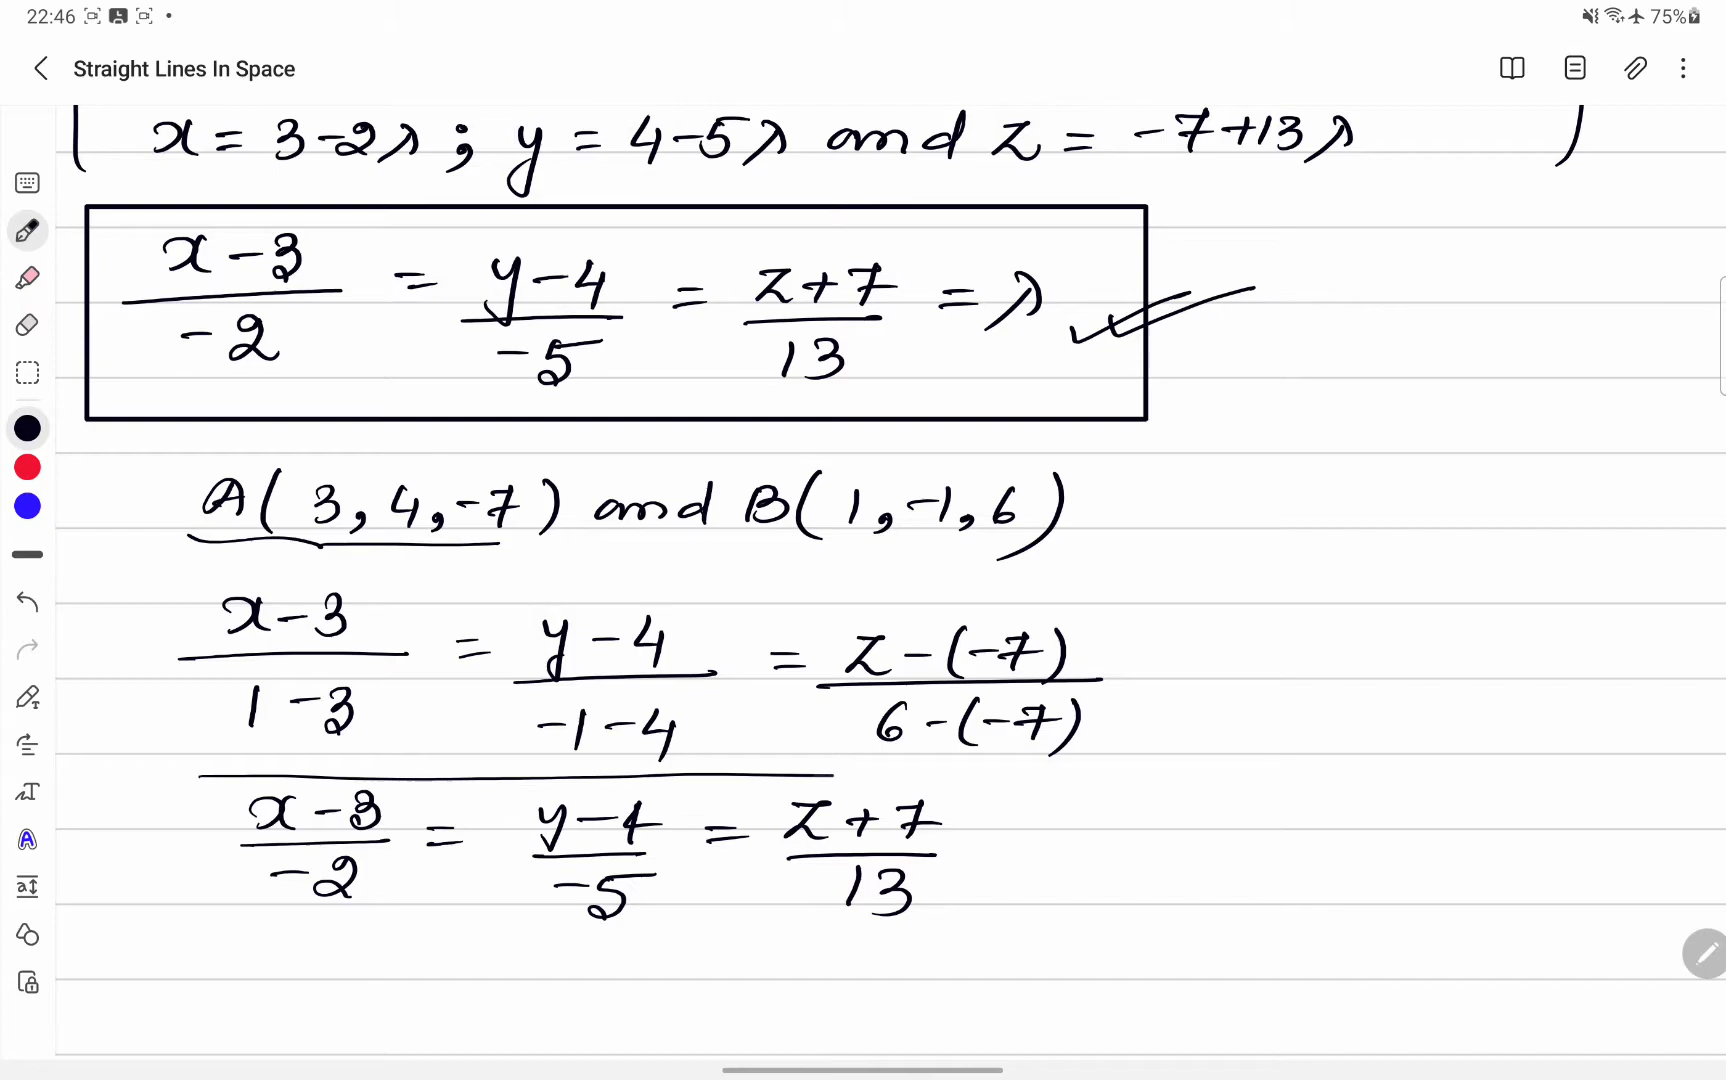 22:46 75%
Straight Lines In Space
( x = 3-2λ ; y = 4-5λ and z = -7+13λ )
(x-3)/(-2) = (y-4)/(-5) = (z+7)/13 = λ
A( 3, 4, -7 ) and B( 1, -1, 6 )
(x-3)/(1-3) = (y-4)/(-1-4) = (z-(-7))/(6-(-7))
(x-3)/(-2) = (y-4)/(-5) = (z+7)/13